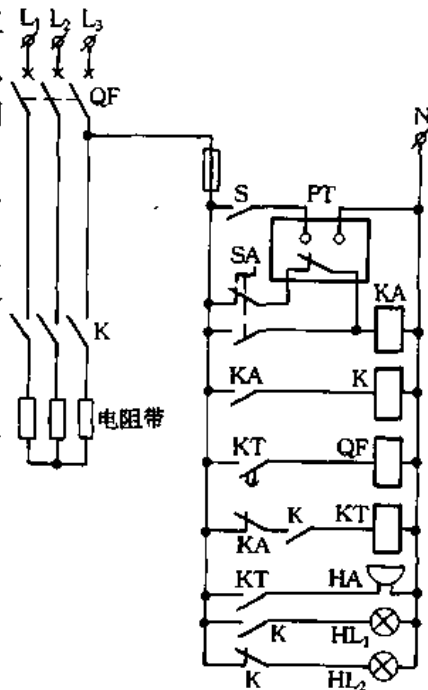 L₁ L₂ L₃
QF
N
S PT
SA
KA
K
KA K
电阻带
KT QF
K KT
KA
KT HA
K HL₁
K HL₂